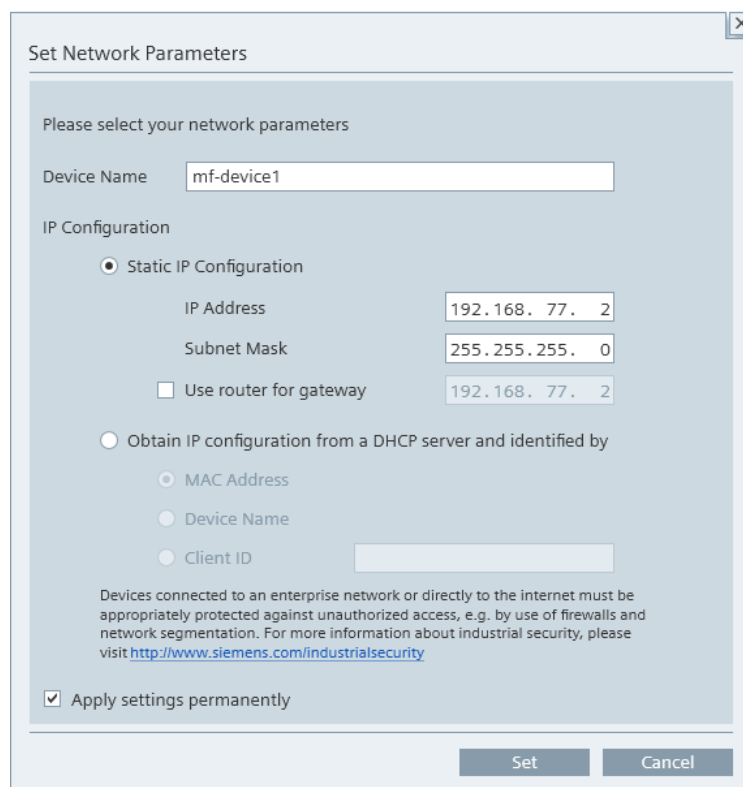 Set Network Parameters
Please select your network parameters
Device Name mf-device1
IP Configuration
Static IP Configuration
IP Address 192.168. 77. 2
Subnet Mask 255.255.255. 0
Use router for gateway 192.168. 77. 2
Obtain IP configuration from a DHCP server and identified by
MAC Address
Device Name
Client ID
Devices connected to an enterprise network or directly to the internet must be
appropriately protected against unauthorized access, e.g. by use of firewalls and
network segmentation. For more information about industrial security, please
visit http://www.siemens.com/industrialsecurity
Apply settings permanently
Set Cancel